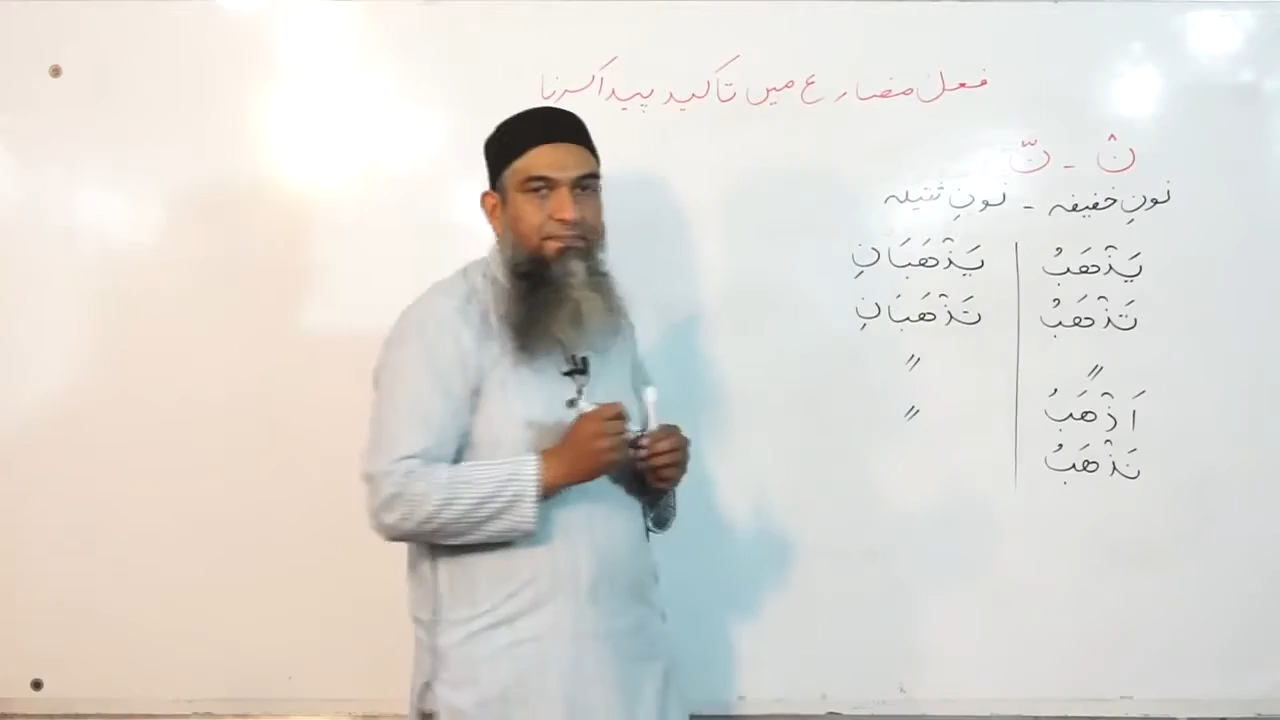 فعل مضارع میں تاکید پیدا کرنا
نْ - نّ
نونِ خفیفہ - نونِ ثقیلہ
یَذْھَبُ | یَذْھَبَانِ
تَذْھَبُ | تَذْھَبَانِ
〃 | 〃
اَذْھَبُ | 〃
نَذْھَبُ